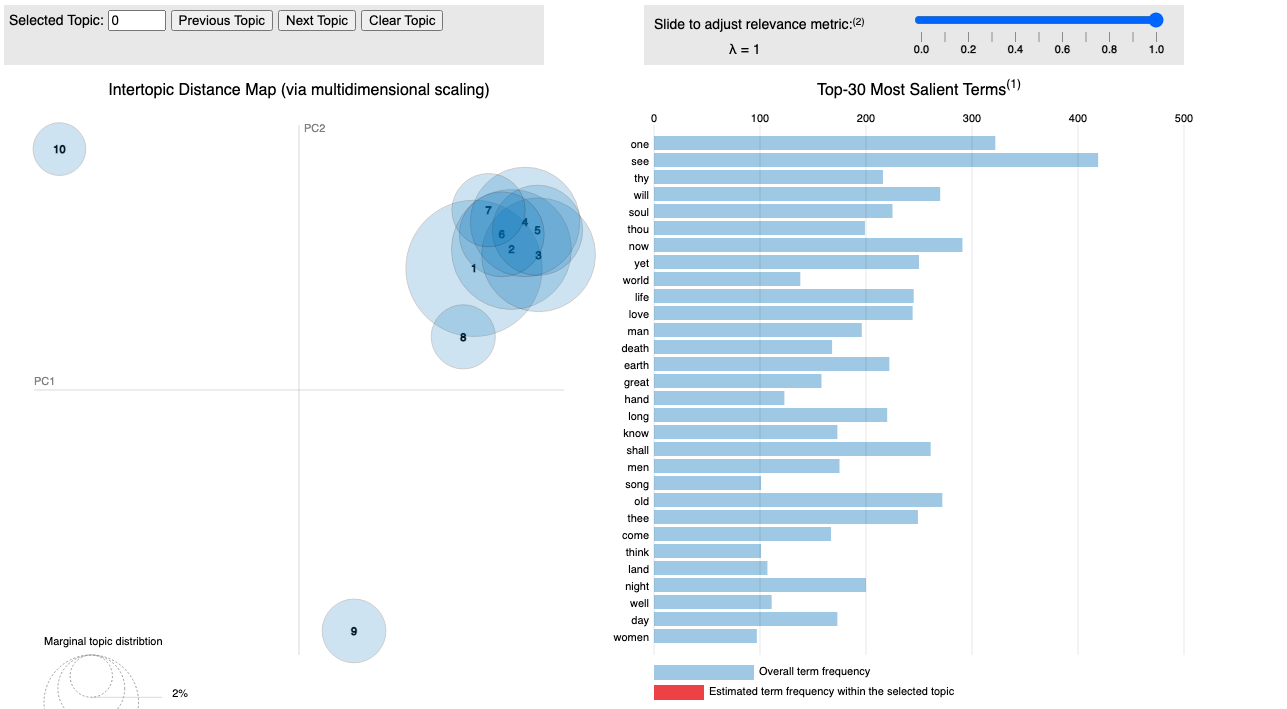 Selected Topic: 0 Previous Topic Next Topic Clear Topic
Slide to adjust relevance metric:(2)
λ = 1
0.0 0.2 0.4 0.6 0.8 1.0
Intertopic Distance Map (via multidimensional scaling)
PC2
PC1
10
7
4
5
6
2
3
1
8
9
Marginal topic distribtion
2%
Top-30 Most Salient Terms(1)
0 100 200 300 400 500
one
see
thy
will
soul
thou
now
yet
world
life
love
man
death
earth
great
hand
long
know
shall
men
song
old
thee
come
think
land
night
well
day
women
Overall term frequency
Estimated term frequency within the selected topic